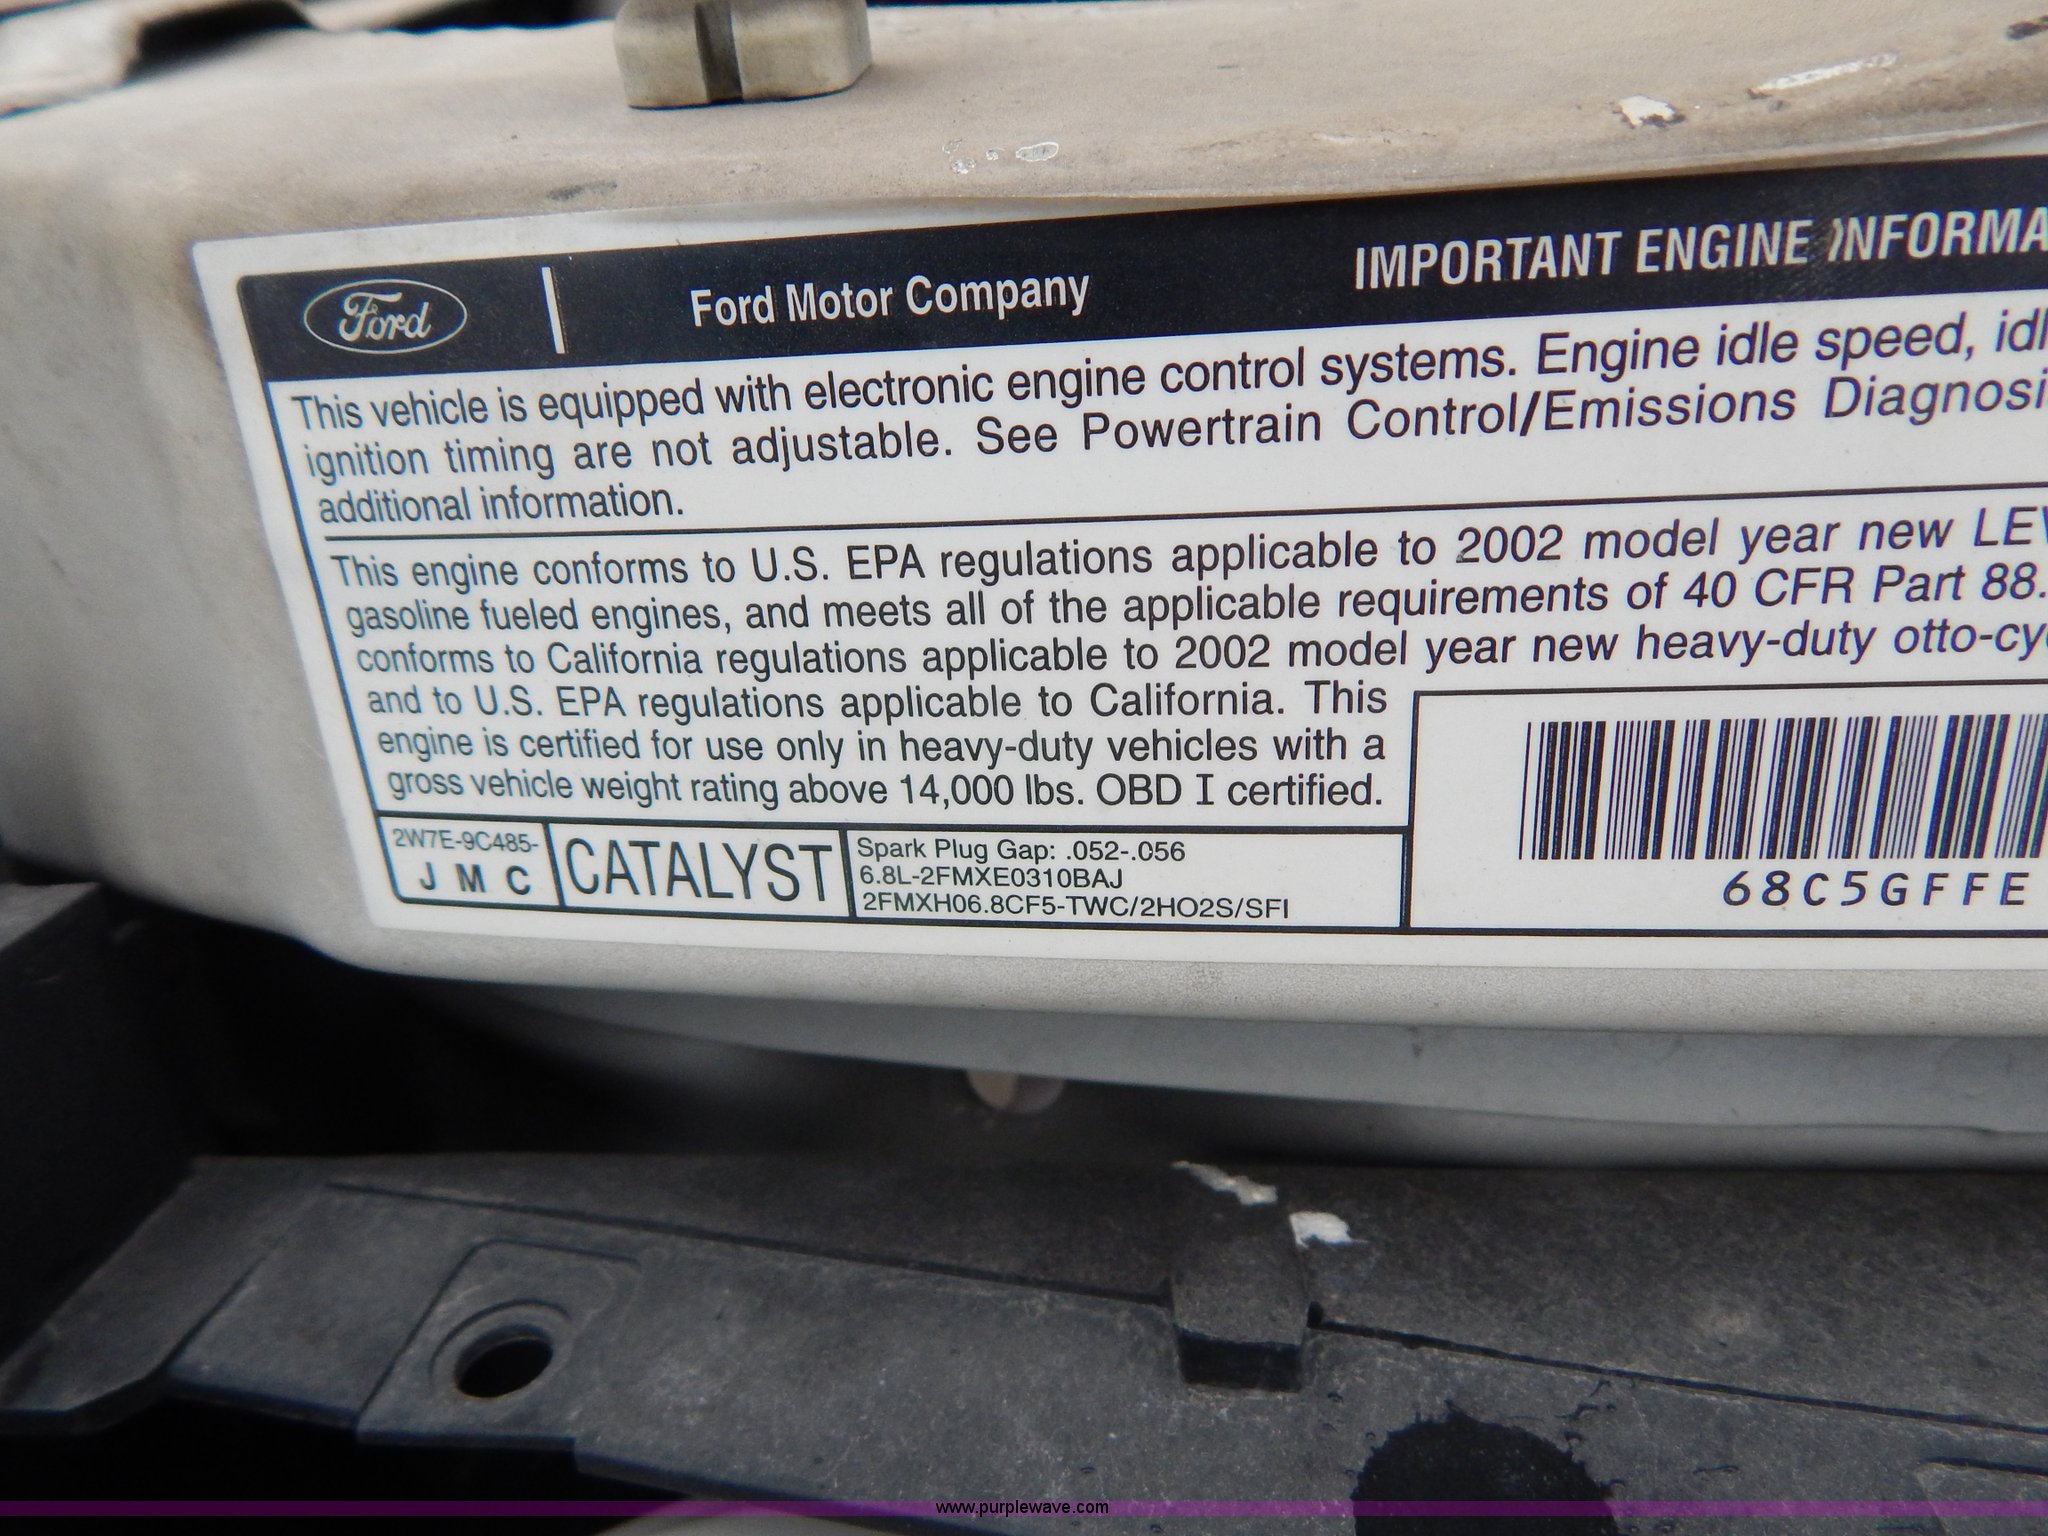 Ford Ford Motor Company IMPORTANT ENGINE
This vehicle is equipped with electronic engine control systems. Engine idle speed,
ignition timing are not adjustable. See Powertrain Control/Emissions
additional information.
This engine conforms to U.S. EPA regulations applicable to 2002 model year new
gasoline fueled engines, and meets all of the applicable requirements of 40 CFR Part 88.
conforms to California regulations applicable to 2002 model year new heavy-duty
and to U.S. EPA regulations applicable to California. This
engine is certified for use only in heavy-duty vehicles with a
gross vehicle weight rating above 14,000 lbs. OBD I certified.
2W7E-9C485-
J M C
CATALYST
Spark Plug Gap: .052-.056
6.8L-2FMXE0310BAJ
2FMXH06.8CF5-TWC/2HO2S/SFI
68C5GFFE
www.purplewave.com